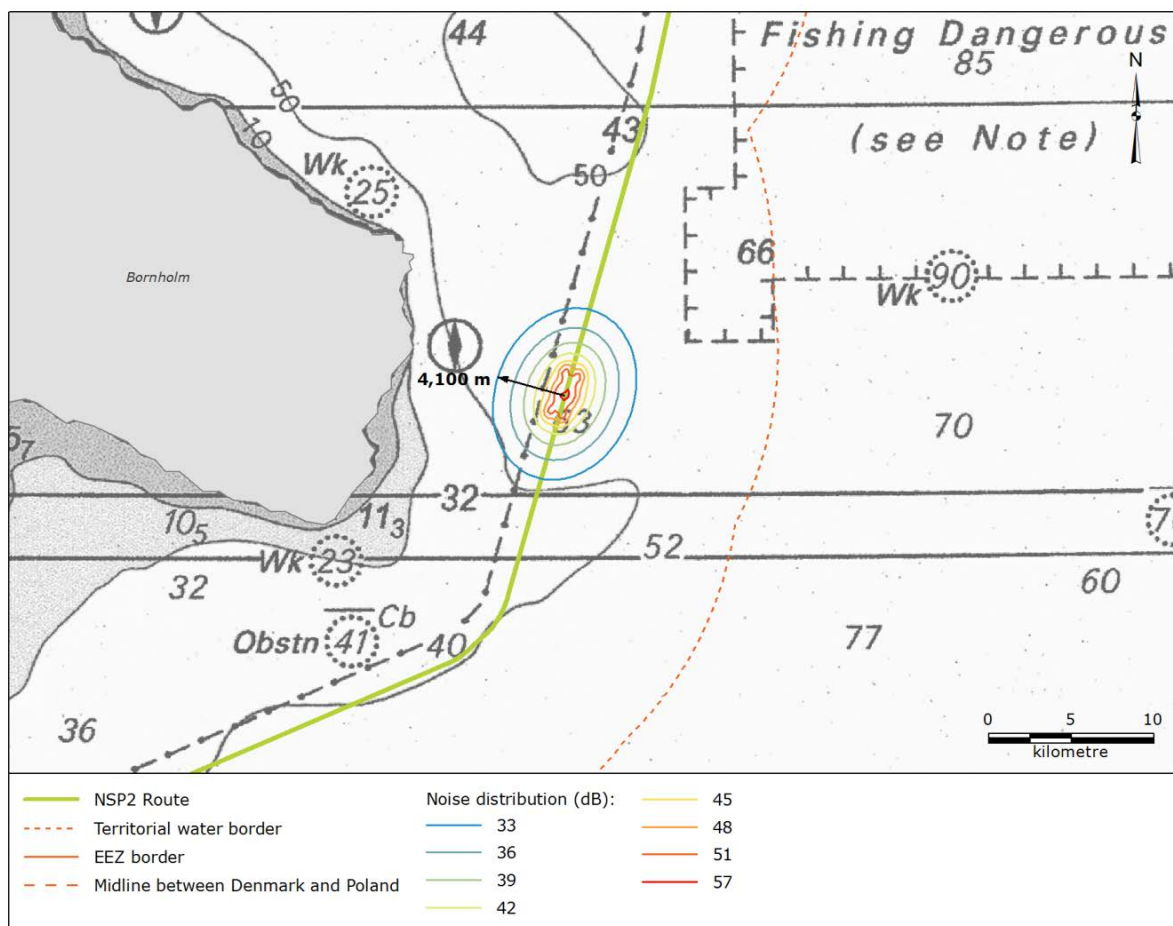 44
Fishing Dangerous
85
N
50
43
(see Note)
10
Wk
25
50
66
Bornholm
90
Wk
4,100 m
53
70
5₇
32
10₅
11₃
52
Wk 23
32
60
Cb
Obstn 41
40
77
36
0 5 10
kilometre
NSP2 Route
Territorial water border
EEZ border
Midline between Denmark and Poland
Noise distribution (dB):
33
36
39
42
45
48
51
57